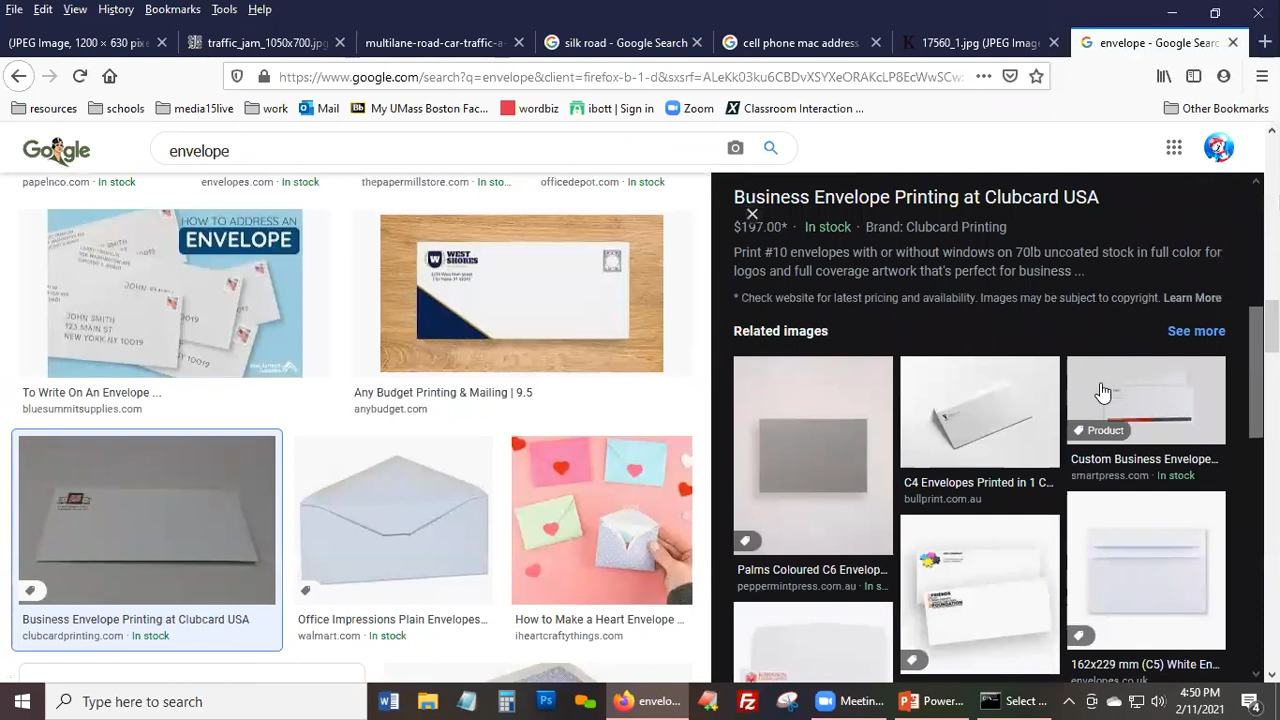 File Edit View History Bookmarks Tools Help
(JPEG Image, 1200 × 630 pix
traffic_jam_1050x700.jpg
multilane-road-car-traffic-a
silk road - Google Search
cell phone mac address
17560_1.jpg (JPEG Imag
envelope - Google Sear
https://www.google.com/search?q=envelope&client=firefox-b-1-d&sxsrf=ALeKk03ku6CBDvXSYXeORAKcLP8EcWwSCw
resources schools media15live work Mail My UMass Boston Fac... wordbiz ibott | Sign in Zoom Classroom Interaction ... Other Bookmarks
Google
envelope
papelnco.com · In stock
envelopes.com · In stock
thepapermillstore.com · In sto...
officedepot.com · In stock
HOW TO ADDRESS AN
ENVELOPE
JOHN SMITH
123 MAIN ST
NEW YORK, NY 10019
To Write On An Envelope ...
bluesummitsupplies.com
WEST
SHORES
Any Budget Printing & Mailing | 9.5
anybudget.com
Business Envelope Printing at Clubcard USA
clubcardprinting.com · In stock
Office Impressions Plain Envelopes...
walmart.com · In stock
How to Make a Heart Envelope ...
iheartcraftythings.com
Business Envelope Printing at Clubcard USA
$197.00* · In stock · Brand: Clubcard Printing
Print #10 envelopes with or without windows on 70lb uncoated stock in full color for
logos and full coverage artwork that's perfect for business ...
* Check website for latest pricing and availability. Images may be subject to copyright. Learn More
Related images
See more
Palms Coloured C6 Envelop...
peppermintpress.com.au · In s...
C4 Envelopes Printed in 1 C...
bullprint.com.au
Product
Custom Business Envelope...
smartpress.com · In stock
FRIENDS
FOUNDATION
162x229 mm (C5) White En...
envelopes.co.uk
Type here to search
envelo...
Meetin...
Power...
Select ...
4:50 PM
2/11/2021
4